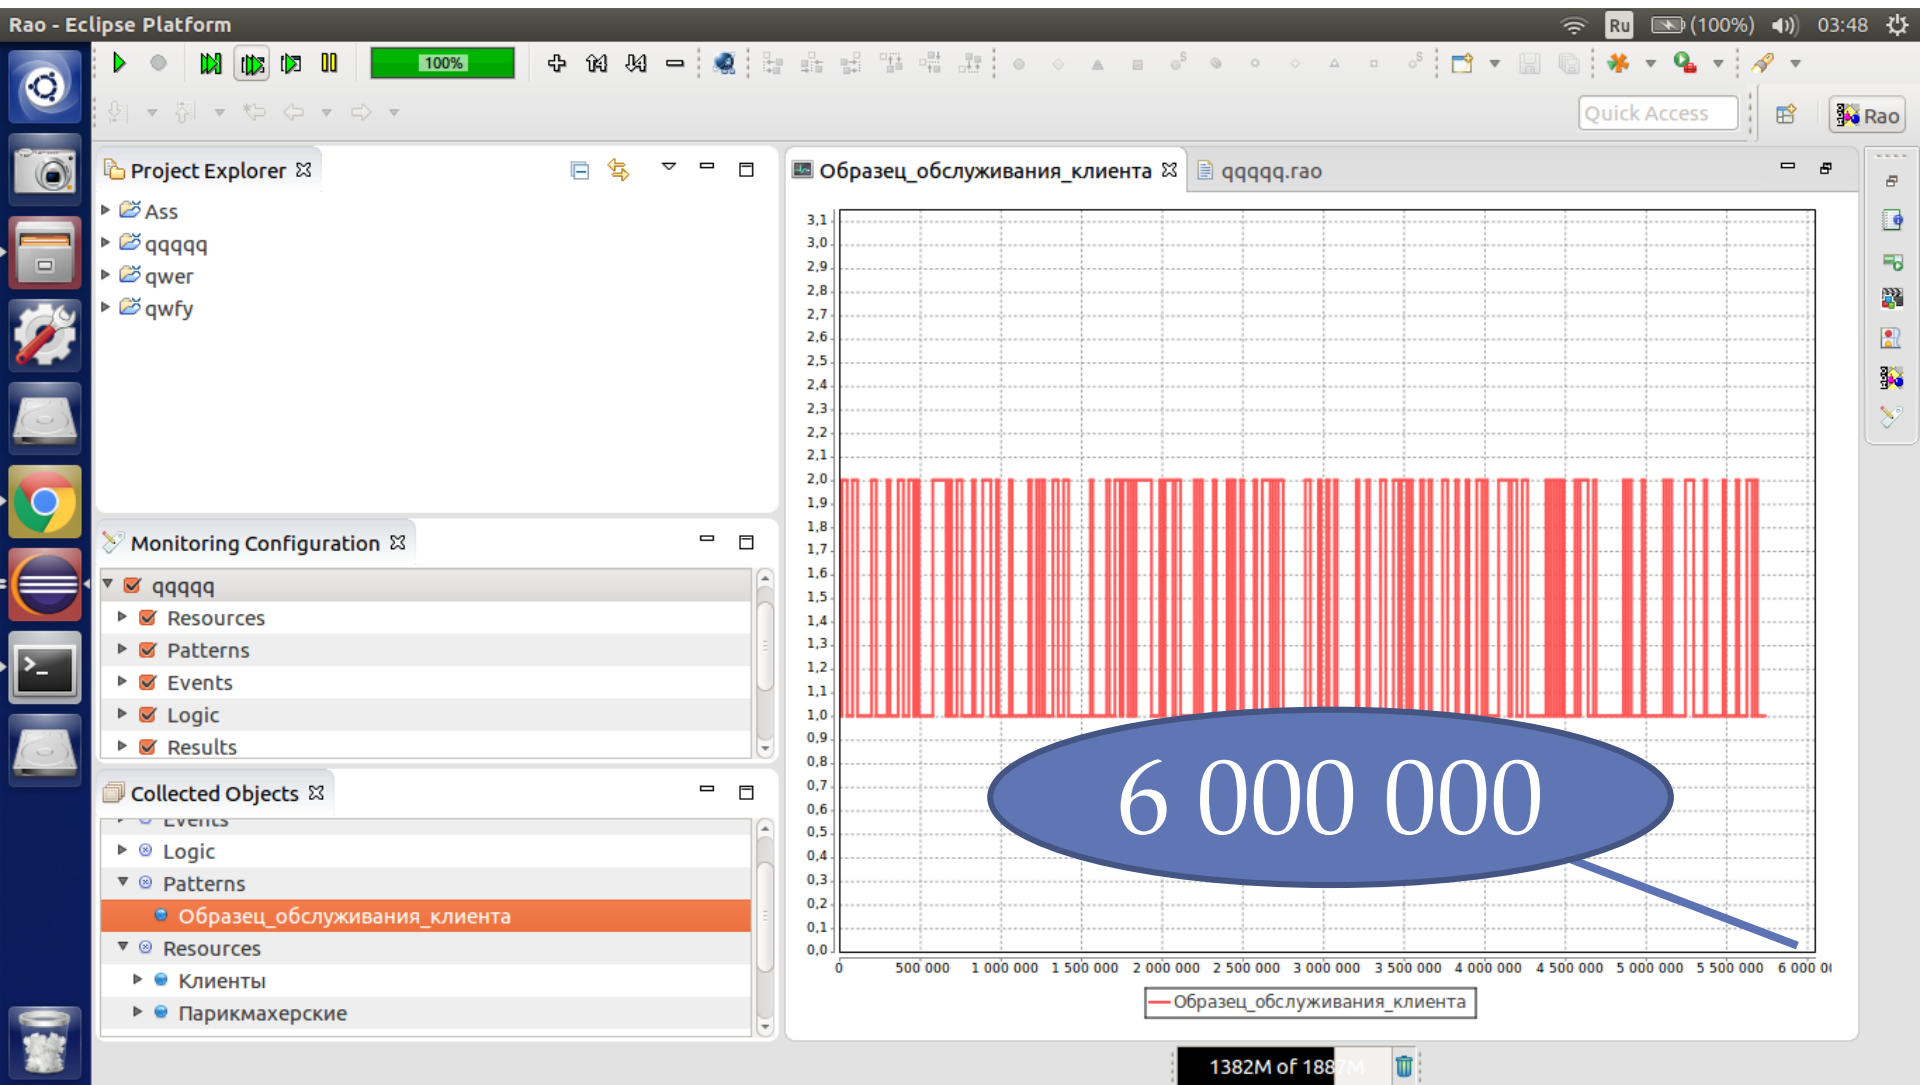 Rao - Eclipse Platform
Ru (100%) 03:48
100%
Quick Access
Rao
Project Explorer
Ass
qqqqq
qwer
qwfy
Monitoring Configuration
qqqqq
Resources
Patterns
Events
Logic
Results
Collected Objects
Events
Logic
Patterns
Образец_обслуживания_клиента
Resources
Клиенты
Парикмахерские
Образец_обслуживания_клиента
qqqqq.rao
3,1
3,0
2,9
2,8
2,7
2,6
2,5
2,4
2,3
2,2
2,1
2,0
1,9
1,8
1,7
1,6
1,5
1,4
1,3
1,2
1,1
1,0
0,9
0,8
0,7
0,6
0,5
0,4
0,3
0,2
0,1
0,0
6 000 000
0 500 000 1 000 000 1 500 000 2 000 000 2 500 000 3 000 000 3 500 000 4 000 000 4 500 000 5 000 000 5 500 000 6 000 0
Образец_обслуживания_клиента
1382M of 1887M